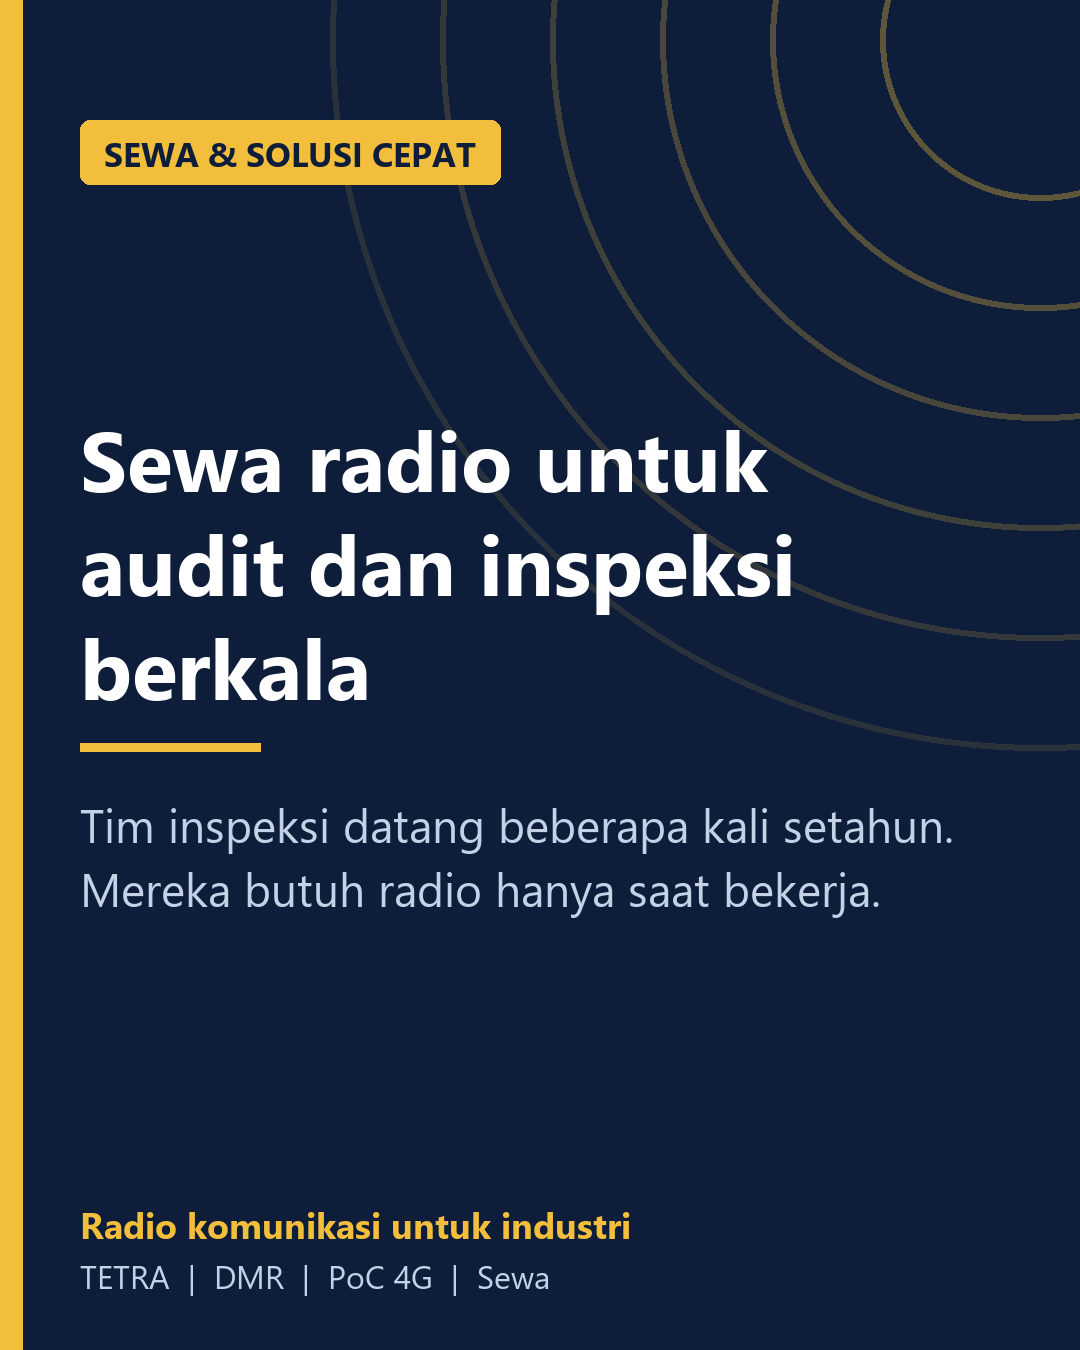 SEWA & SOLUSI CEPAT
Sewa radio untuk
audit dan inspeksi
berkala
Tim inspeksi datang beberapa kali setahun.
Mereka butuh radio hanya saat bekerja.
Radio komunikasi untuk industri
TETRA | DMR | PoC 4G | Sewa